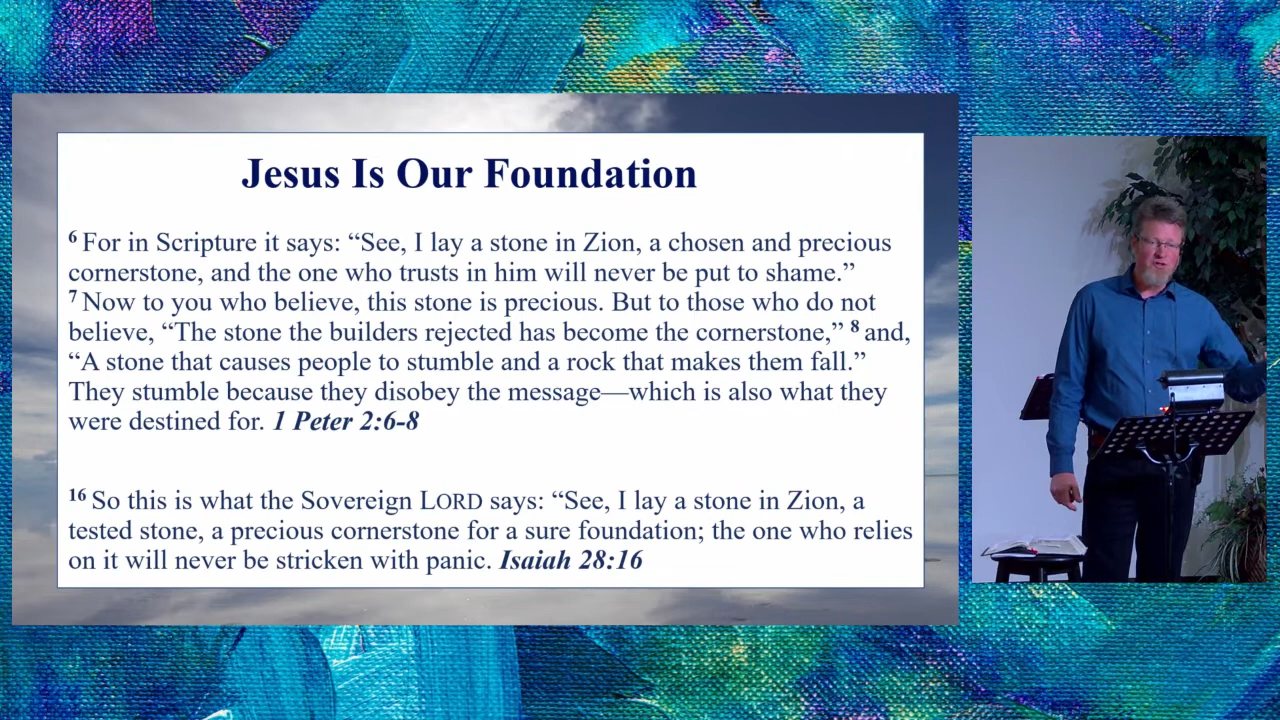 Jesus Is Our Foundation
6 For in Scripture it says: “See, I lay a stone in Zion, a chosen and precious
cornerstone, and the one who trusts in him will never be put to shame.”
7 Now to you who believe, this stone is precious. But to those who do not
believe, “The stone the builders rejected has become the cornerstone,” 8 and,
“A stone that causes people to stumble and a rock that makes them fall.”
They stumble because they disobey the message—which is also what they
were destined for. 1 Peter 2:6-8
16 So this is what the Sovereign LORD says: “See, I lay a stone in Zion, a
tested stone, a precious cornerstone for a sure foundation; the one who relies
on it will never be stricken with panic. Isaiah 28:16